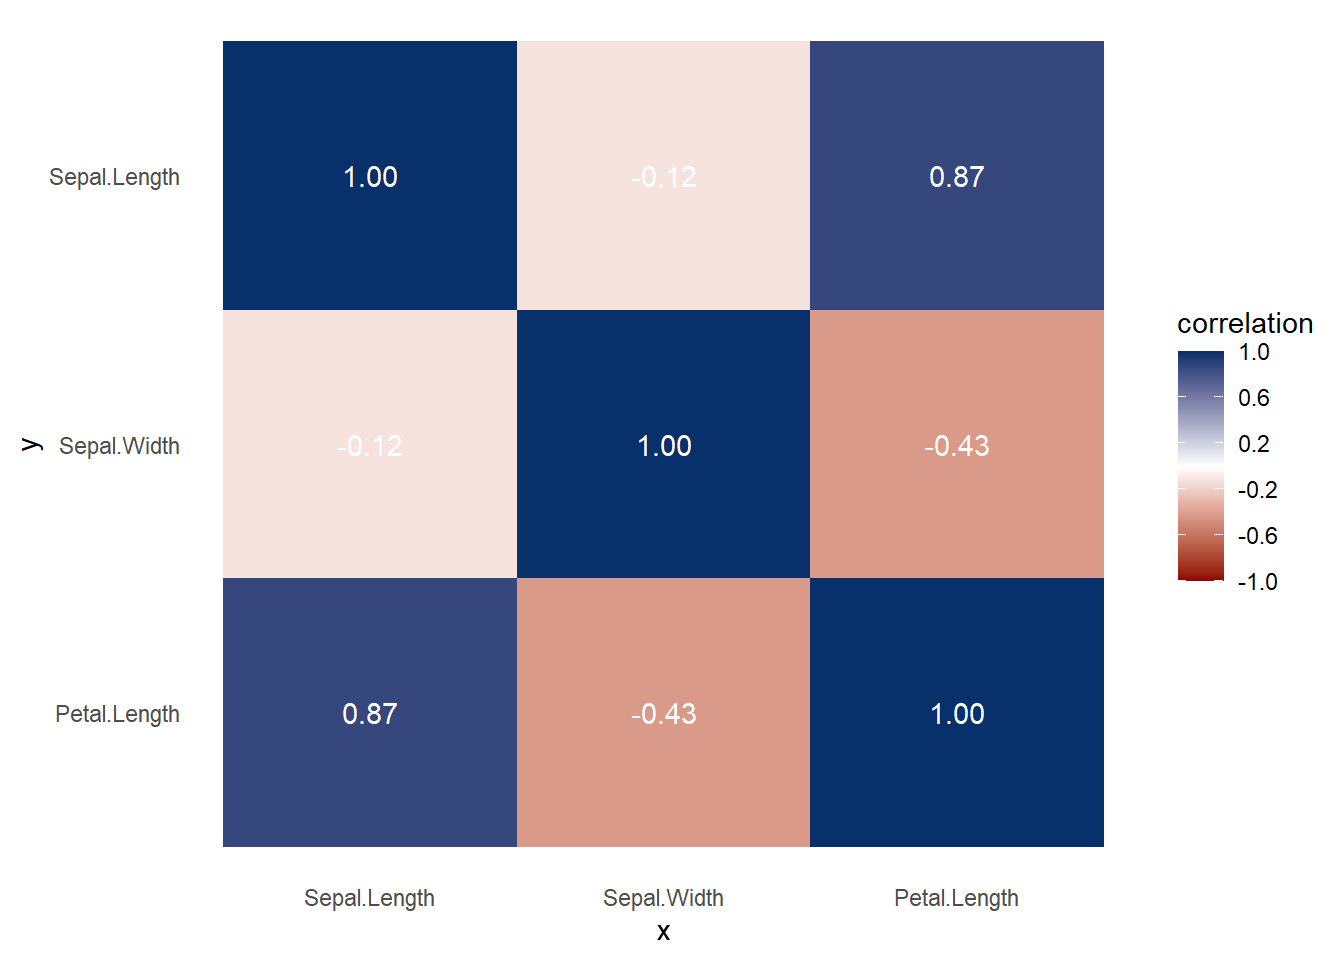 Sepal.Length
1.00
-0.12
0.87
y
Sepal.Width
-0.12
1.00
-0.43
Petal.Length
0.87
-0.43
1.00
Sepal.Length
Sepal.Width
Petal.Length
x
correlation
1.0
0.6
0.2
-0.2
-0.6
-1.0